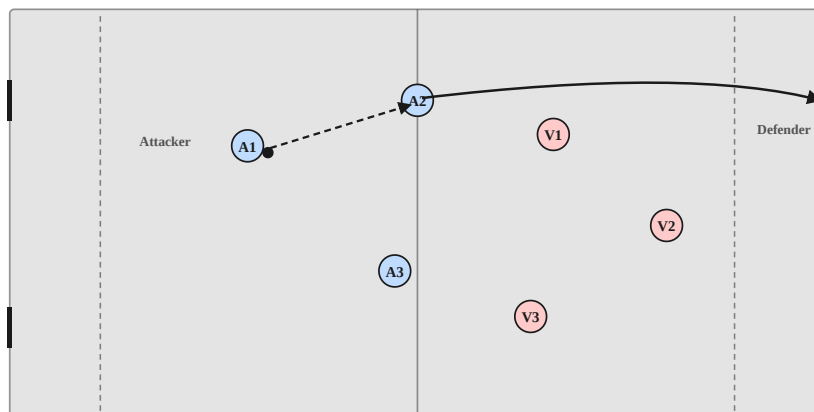 A2
V1
Defender
Attacker
A1
V2
A3
V3